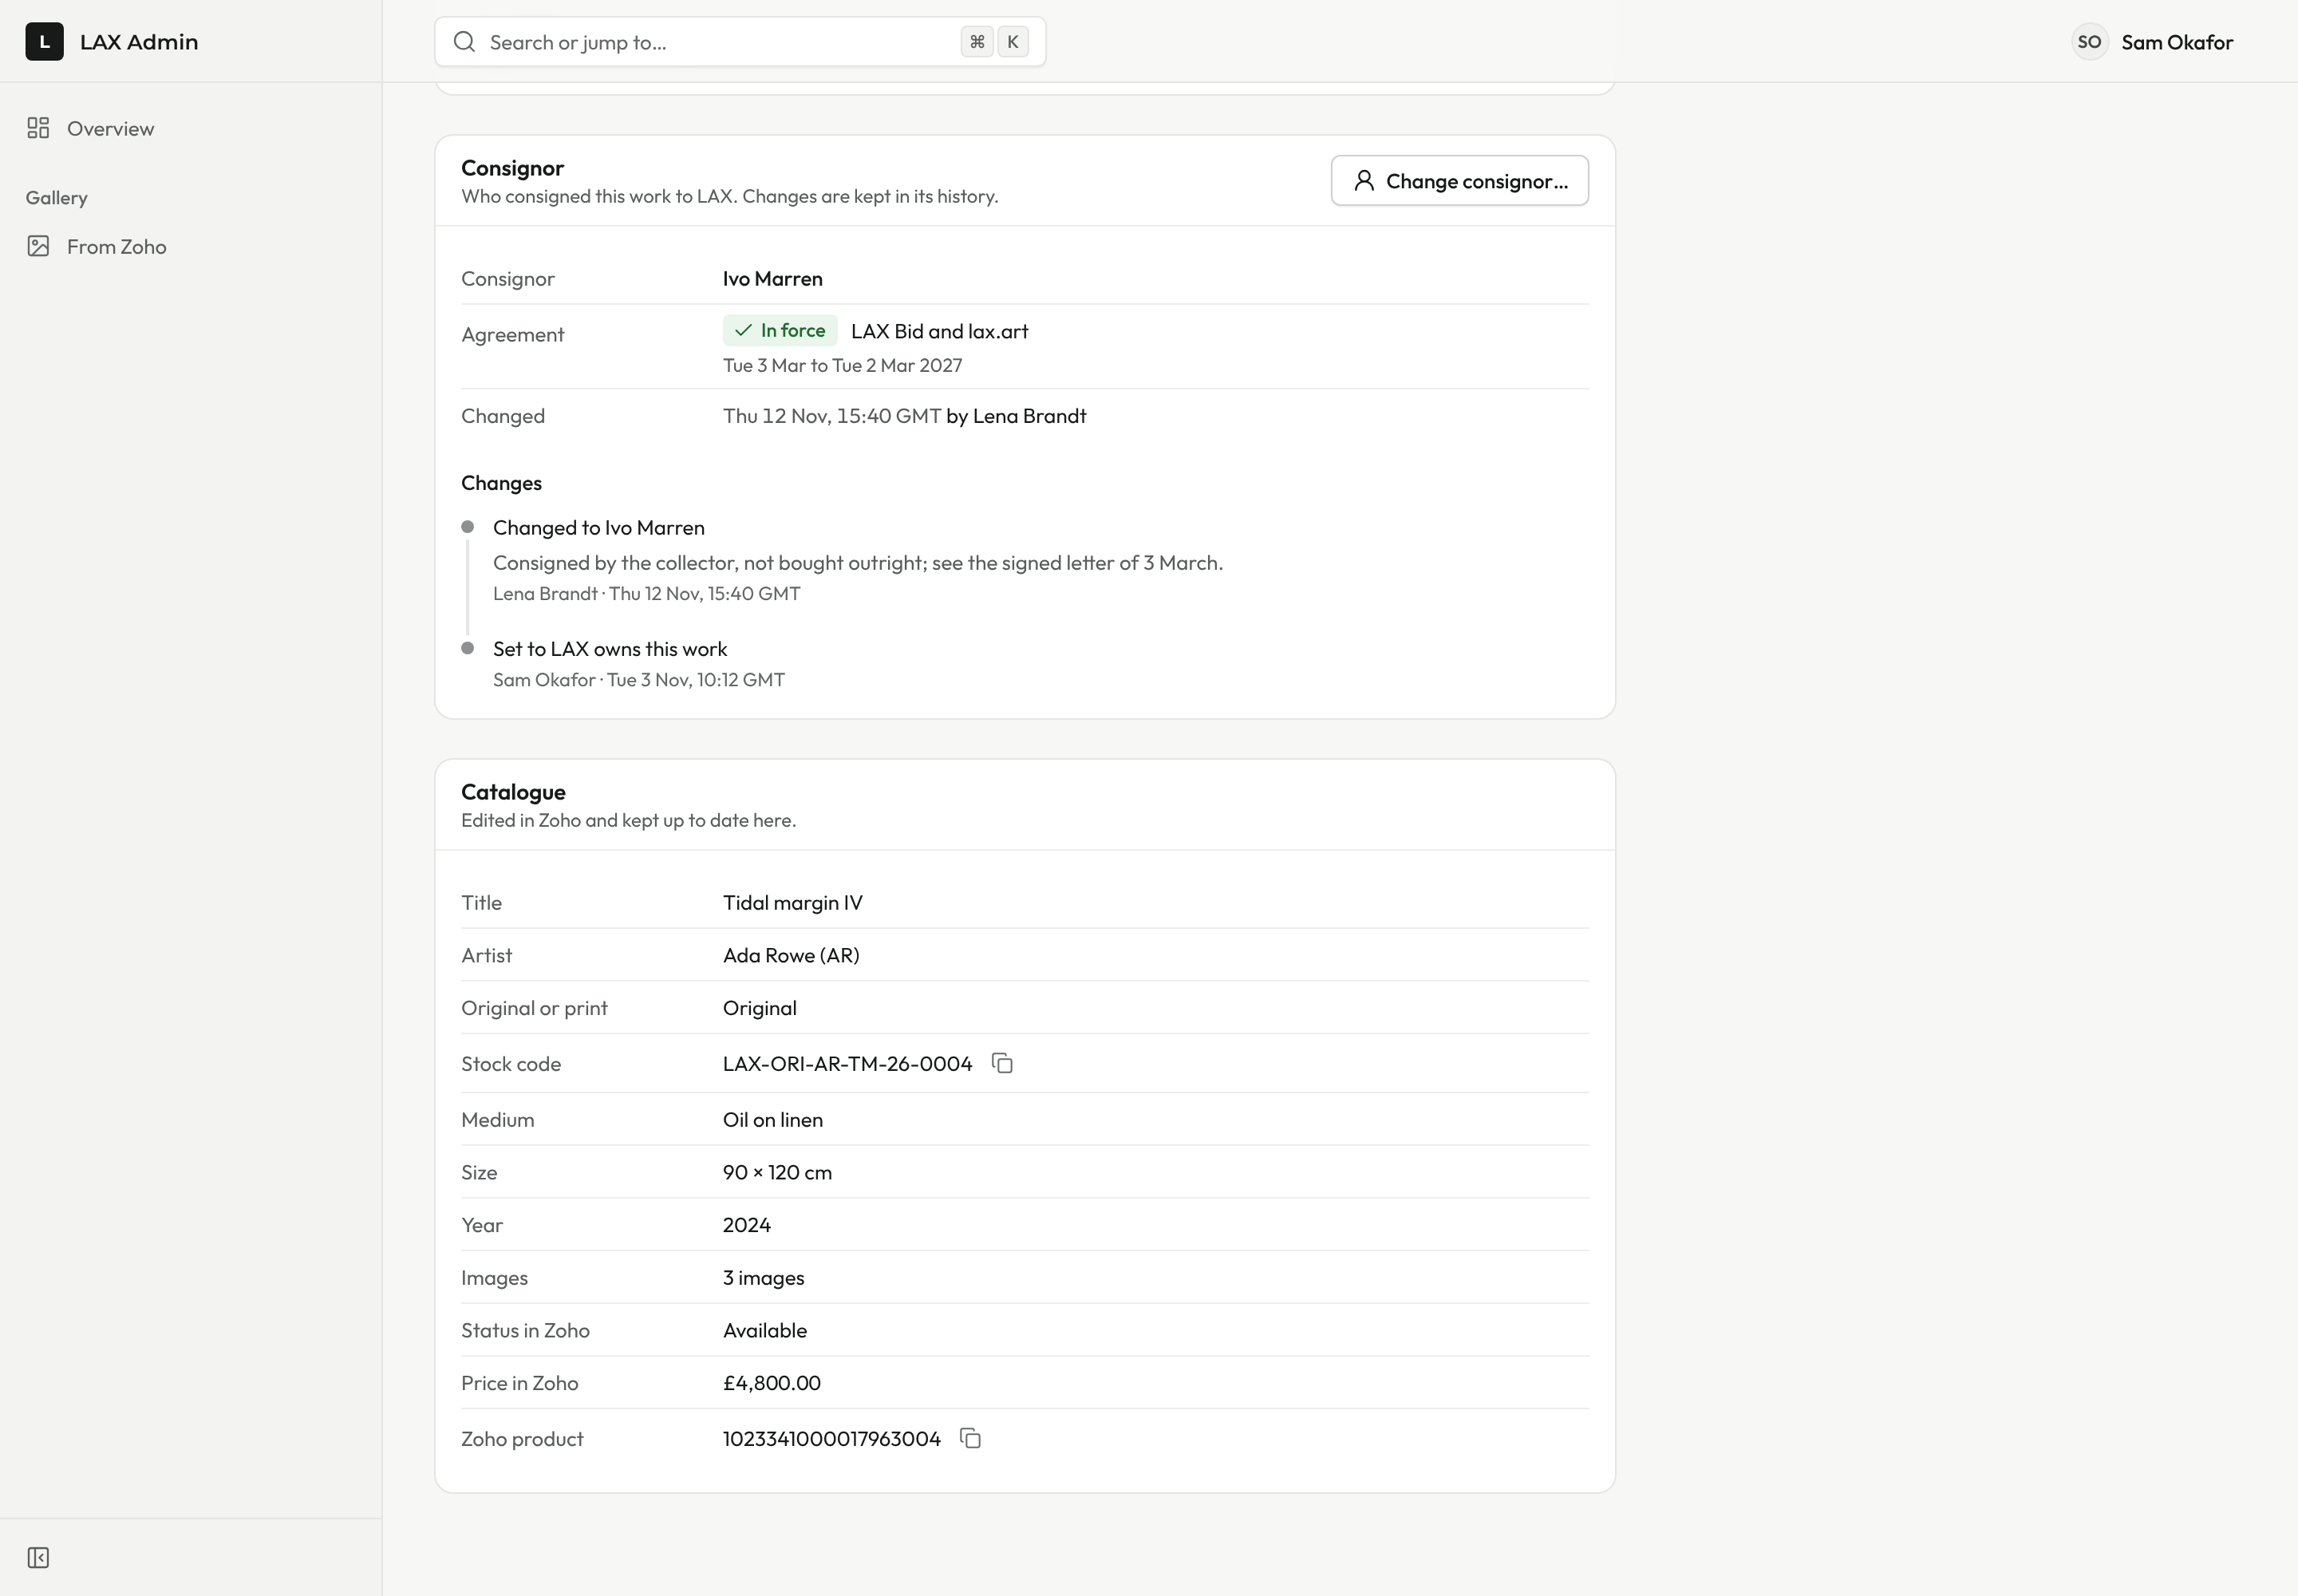 L LAX Admin
Search or jump to...
⌘ K
SO Sam Okafor
Overview
Gallery
From Zoho
Consignor
Who consigned this work to LAX. Changes are kept in its history.
Change consignor...
Consignor Ivo Marren
Agreement In force LAX Bid and lax.art
Tue 3 Mar to Tue 2 Mar 2027
Changed Thu 12 Nov, 15:40 GMT by Lena Brandt
Changes
Changed to Ivo Marren
Consigned by the collector, not bought outright; see the signed letter of 3 March.
Lena Brandt · Thu 12 Nov, 15:40 GMT
Set to LAX owns this work
Sam Okafor · Tue 3 Nov, 10:12 GMT
Catalogue
Edited in Zoho and kept up to date here.
Title Tidal margin IV
Artist Ada Rowe (AR)
Original or print Original
Stock code LAX-ORI-AR-TM-26-0004
Medium Oil on linen
Size 90 × 120 cm
Year 2024
Images 3 images
Status in Zoho Available
Price in Zoho £4,800.00
Zoho product 1023341000017963004